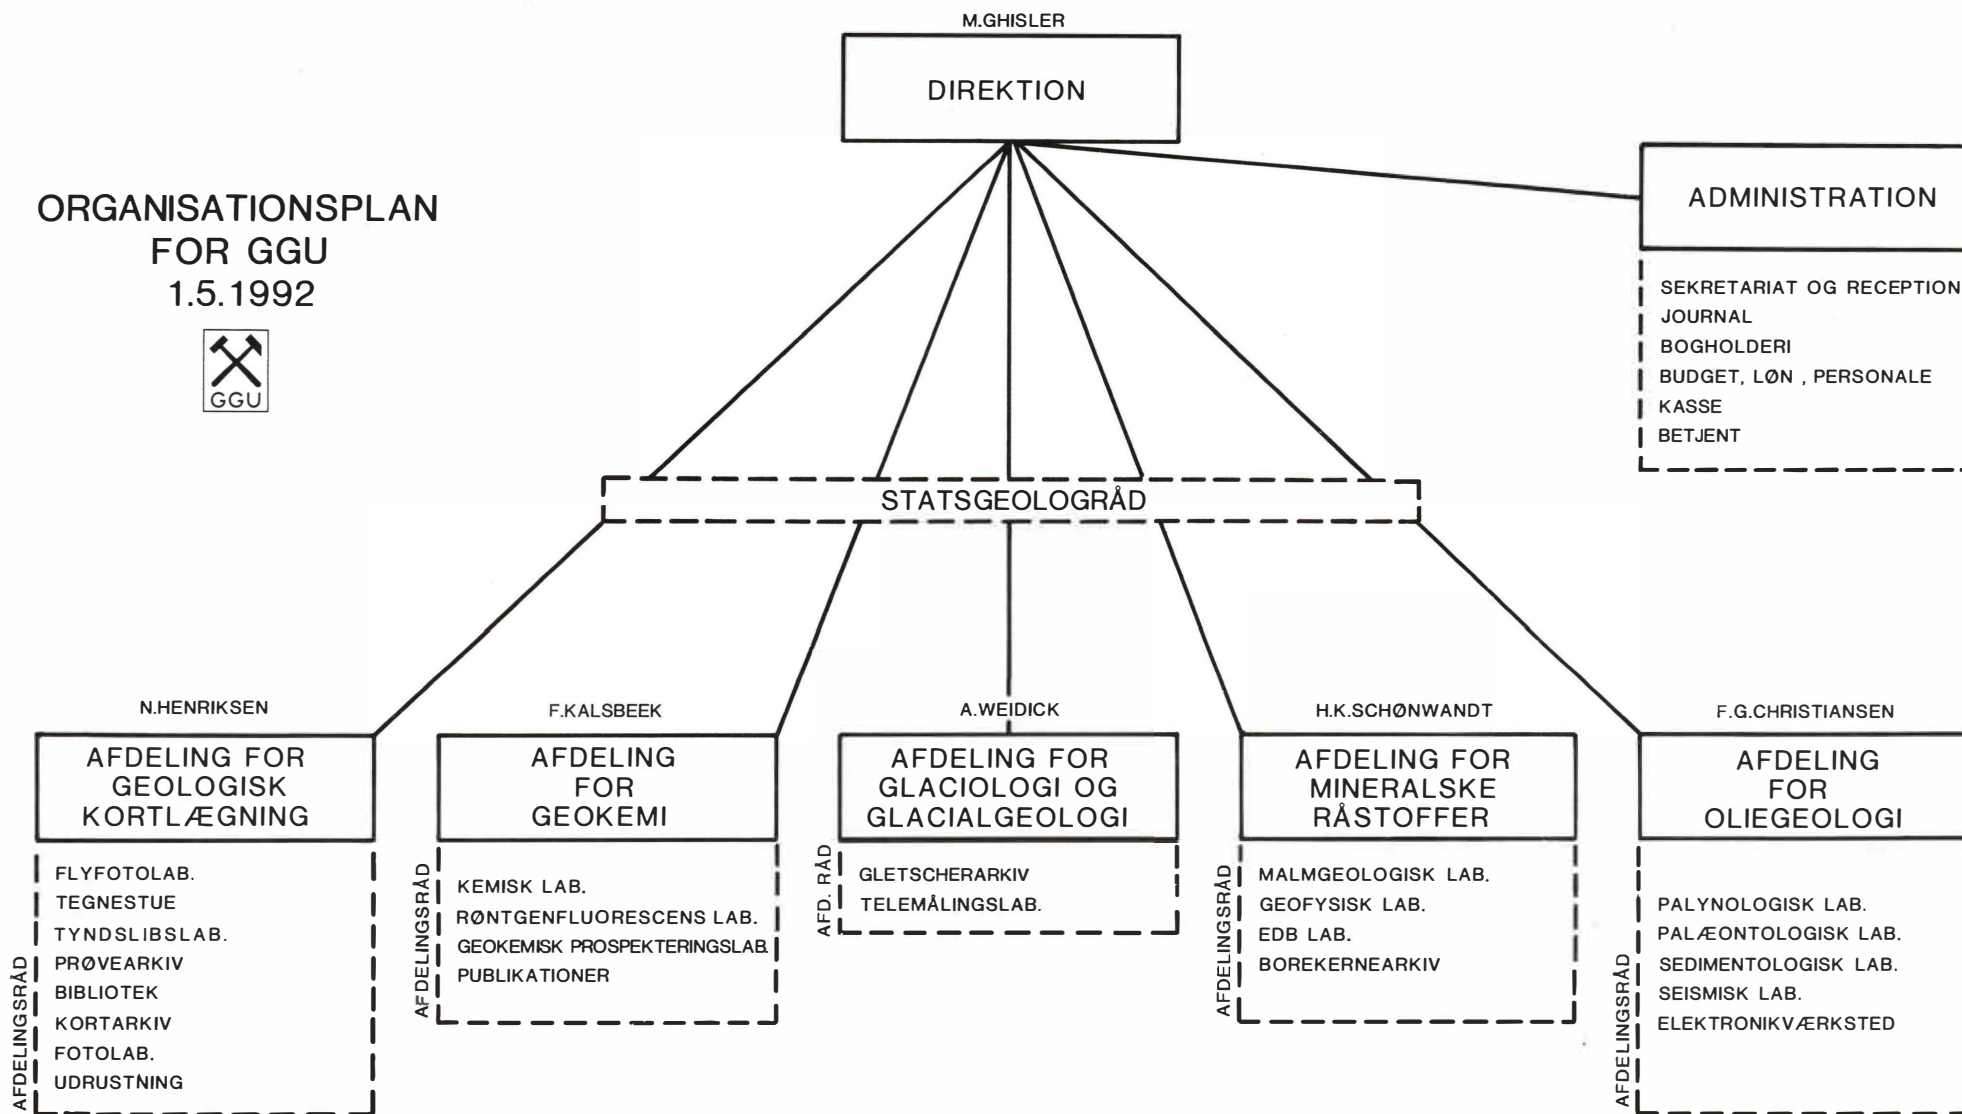 M.GHISLER
DIREKTION
ORGANISATIONSPLAN
FOR GGU
1.5.1992
GGU
ADMINISTRATION
SEKRETARIAT OG RECEPTION
JOURNAL
BOGHOLDERI
BUDGET, LØN , PERSONALE
KASSE
BETJENT
STATSGEOLOGRÅD
N.HENRIKSEN
AFDELING FOR
GEOLOGISK
KORTLÆGNING
AFDELINGSRÅD
FLYFOTOLAB.
TEGNESTUE
TYNDSLIBSLAB.
PRØVEARKIV
BIBLIOTEK
KORTARKIV
FOTOLAB.
UDRUSTNING
F.KALSBEEK
AFDELING
FOR
GEOKEMI
AFDELINGSRÅD
KEMISK LAB.
RØNTGENFLUORESCENS LAB.
GEOKEMISK PROSPEKTERINGSLAB.
PUBLIKATIONER
A.WEIDICK
AFDELING FOR
GLACIOLOGI OG
GLACIALGEOLOGI
AFD. RÅD
GLETSCHERARKIV
TELEMÅLINGSLAB.
H.K.SCHØNWANDT
AFDELING FOR
MINERALSKE
RÅSTOFFER
AFDELINGSRÅD
MALMGEOLOGISK LAB.
GEOFYSISK LAB.
EDB LAB.
BOREKERNEARKIV
F.G.CHRISTIANSEN
AFDELING
FOR
OLIEGEOLOGI
AFDELINGSRÅD
PALYNOLOGISK LAB.
PALÆONTOLOGISK LAB.
SEDIMENTOLOGISK LAB.
SEISMISK LAB.
ELEKTRONIKVÆRKSTED